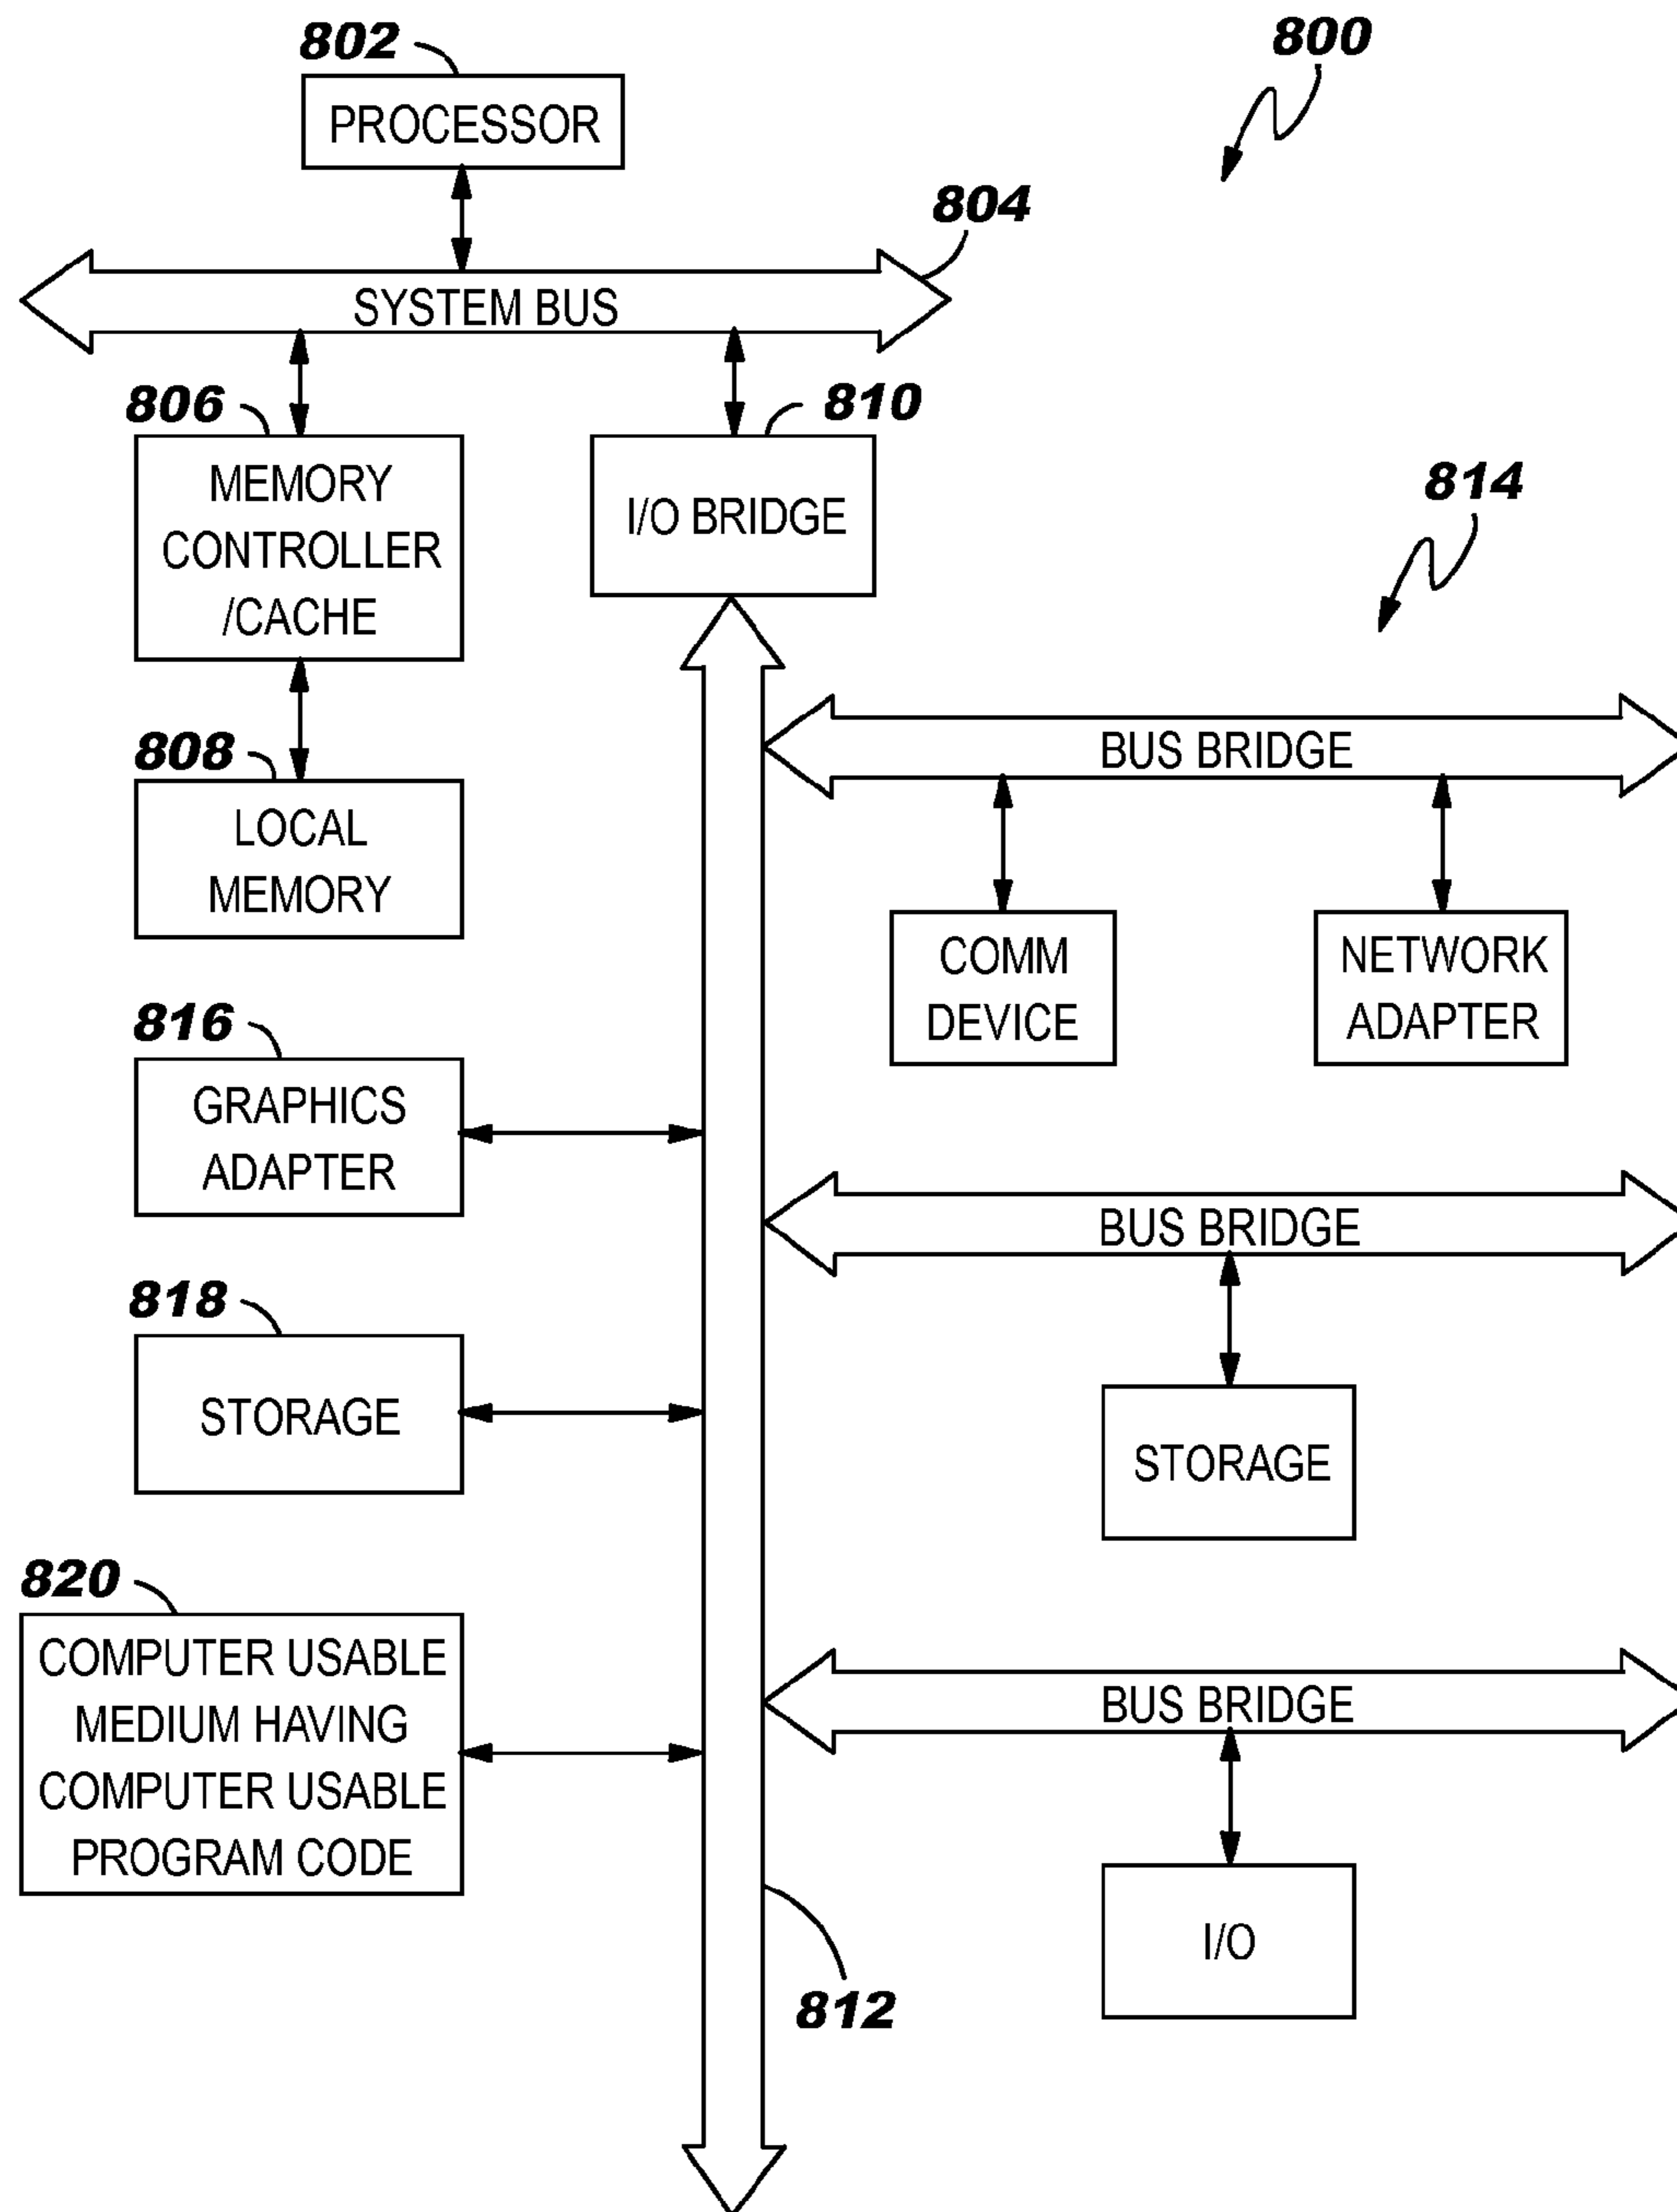 802
800
PROCESSOR
804
SYSTEM BUS
806
810
MEMORY
CONTROLLER
/CACHE
I/O BRIDGE
814
808
LOCAL
MEMORY
BUS BRIDGE
COMM
DEVICE
NETWORK
ADAPTER
816
GRAPHICS
ADAPTER
BUS BRIDGE
818
STORAGE
STORAGE
820
COMPUTER USABLE
MEDIUM HAVING
COMPUTER USABLE
PROGRAM CODE
BUS BRIDGE
I/O
812